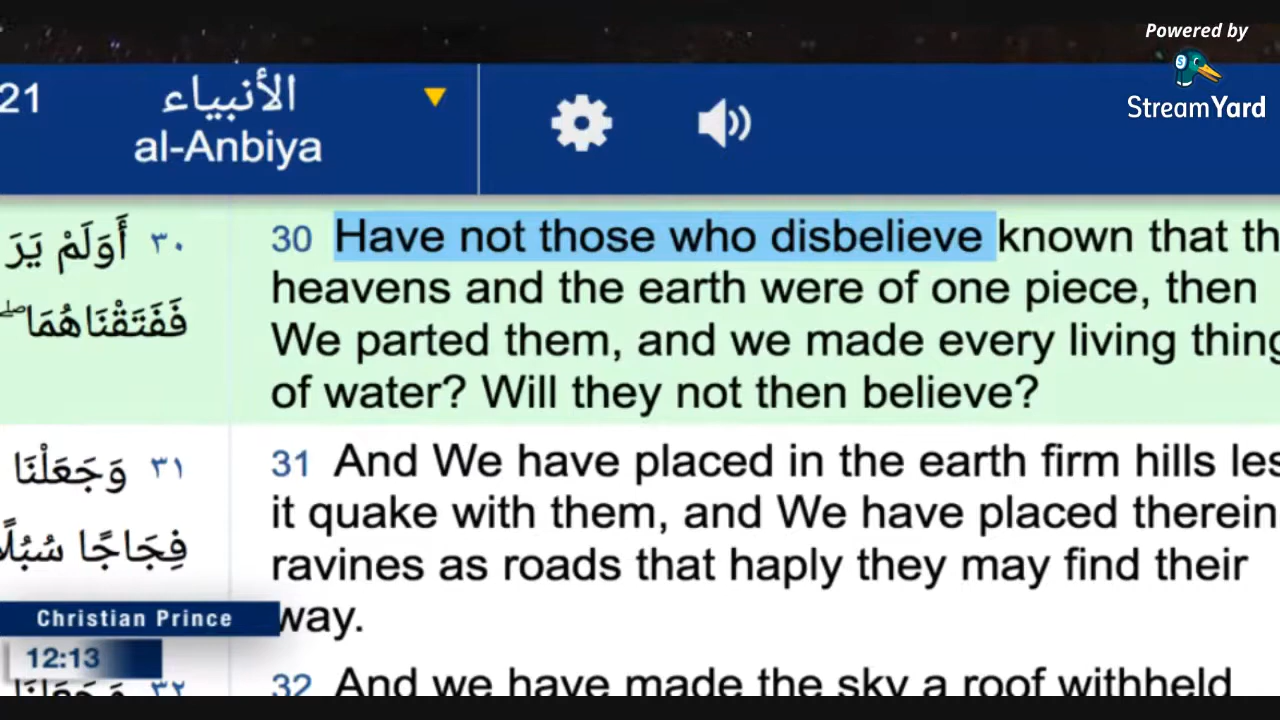 Powered by
StreamYard
21
الأنبياء
al-Anbiya
٣٠ أَوَلَمْ يَرَ
فَفَتَقْنَاهُمَا ۖ
30 Have not those who disbelieve known that th
heavens and the earth were of one piece, then
We parted them, and we made every living thing
of water? Will they not then believe?
٣١ وَجَعَلْنَا
فِجَاجًا سُبُلًا
31 And We have placed in the earth firm hills les
it quake with them, and We have placed therein
ravines as roads that haply they may find their
way.
Christian Prince
12:13
٣٢ وَجَعَلْنَا
32 And we have made the sky a roof withheld